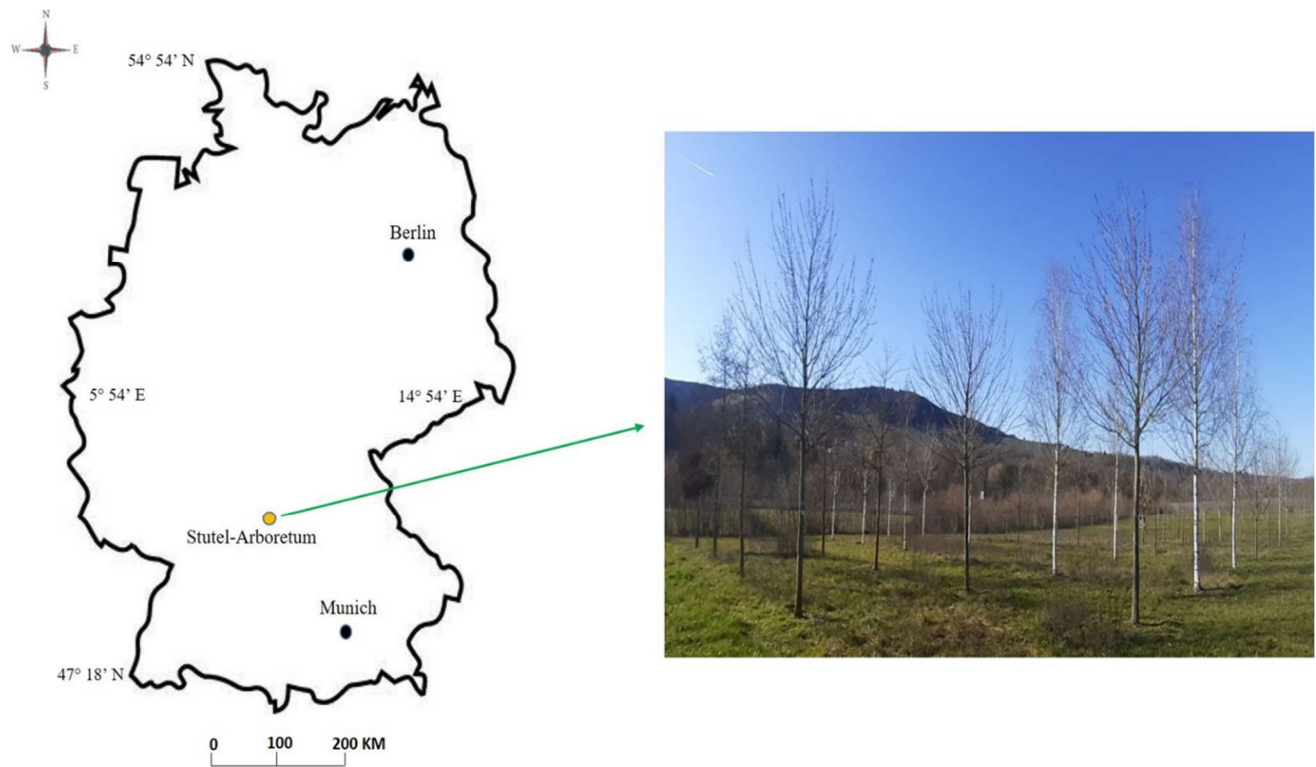 N
W E
S
54° 54’ N
Berlin
5° 54’ E
14° 54’ E
Stutel-Arboretum
Munich
47° 18’ N
0 100 200 KM